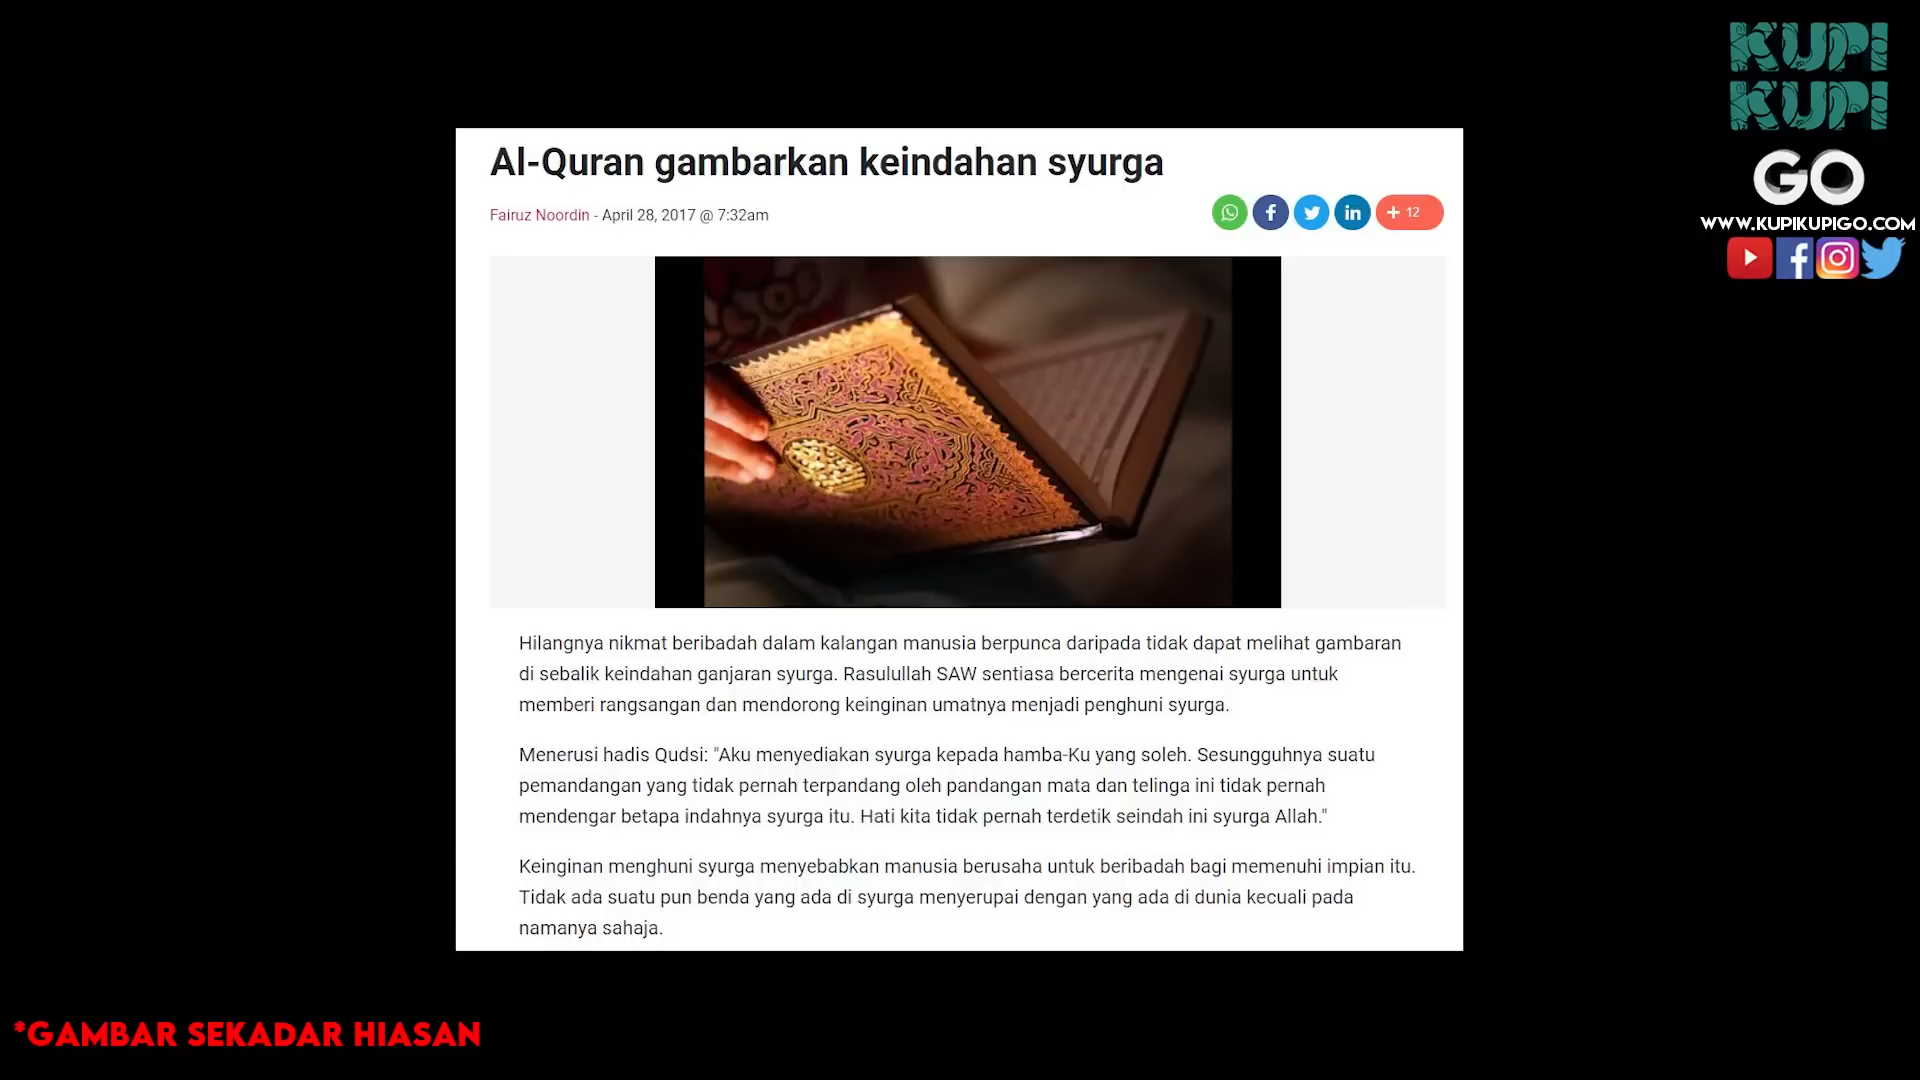 KUPI
KUPI
GO
WWW.KUPIKUPIGO.COM
Al-Quran gambarkan keindahan syurga
Fairuz Noordin - April 28, 2017 @ 7:32am
+ 12
Hilangnya nikmat beribadah dalam kalangan manusia berpunca daripada tidak dapat melihat gambaran
di sebalik keindahan ganjaran syurga. Rasulullah SAW sentiasa bercerita mengenai syurga untuk
memberi rangsangan dan mendorong keinginan umatnya menjadi penghuni syurga.
Menerusi hadis Qudsi: "Aku menyediakan syurga kepada hamba-Ku yang soleh. Sesungguhnya suatu
pemandangan yang tidak pernah terpandang oleh pandangan mata dan telinga ini tidak pernah
mendengar betapa indahnya syurga itu. Hati kita tidak pernah terdetik seindah ini syurga Allah."
Keinginan menghuni syurga menyebabkan manusia berusaha untuk beribadah bagi memenuhi impian itu.
Tidak ada suatu pun benda yang ada di syurga menyerupai dengan yang ada di dunia kecuali pada
namanya sahaja.
*GAMBAR SEKADAR HIASAN